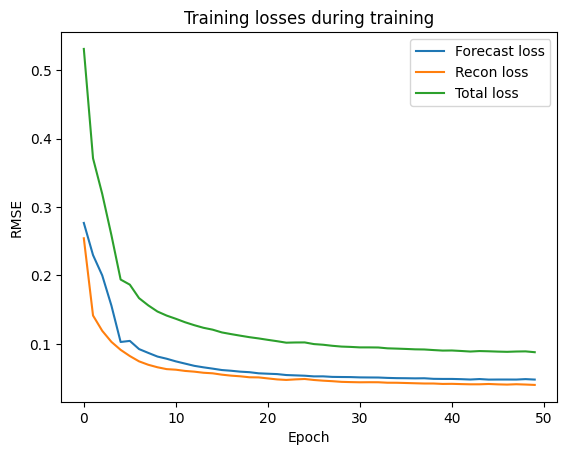 Training losses during training
Forecast loss
Recon loss
Total loss
0.5
0.4
0.3
0.2
0.1
RMSE
0
10
20
30
40
50
Epoch